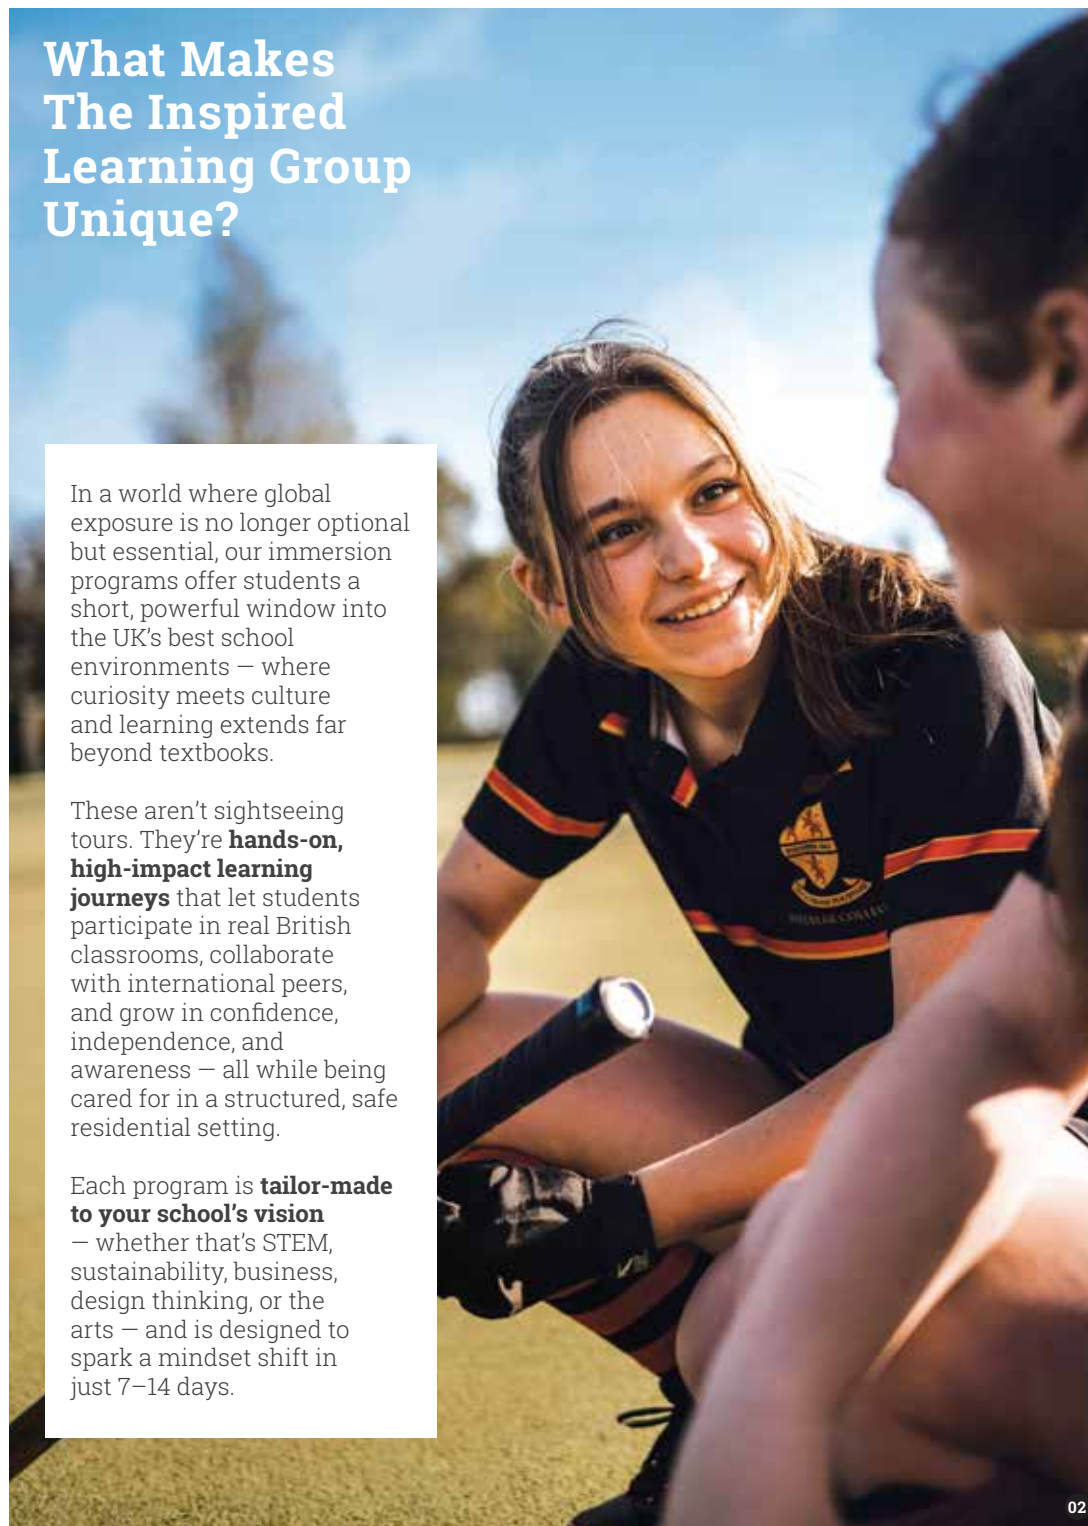 What Makes
The Inspired
Learning Group
Unique?
In a world where global
exposure is no longer optional
but essential, our immersion
programs offer students a
short, powerful window into
the UK’s best school
environments — where
curiosity meets culture
and learning extends far
beyond textbooks.
These aren’t sightseeing
tours. They’re hands-on,
high-impact learning
journeys that let students
participate in real British
classrooms, collaborate
with international peers,
and grow in confidence,
independence, and
awareness — all while being
cared for in a structured, safe
residential setting.
Each program is tailor-made
to your school’s vision
— whether that’s STEM,
sustainability, business,
design thinking, or the
arts — and is designed to
spark a mindset shift in
just 7–14 days.
02